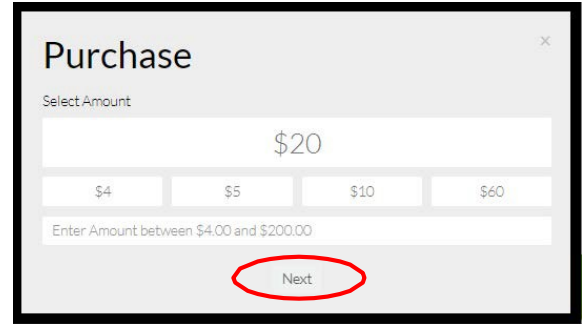 Purchase
×
Select Amount
$20
$4 $5 $10 $60
Enter Amount between $4.00 and $200.00
Next